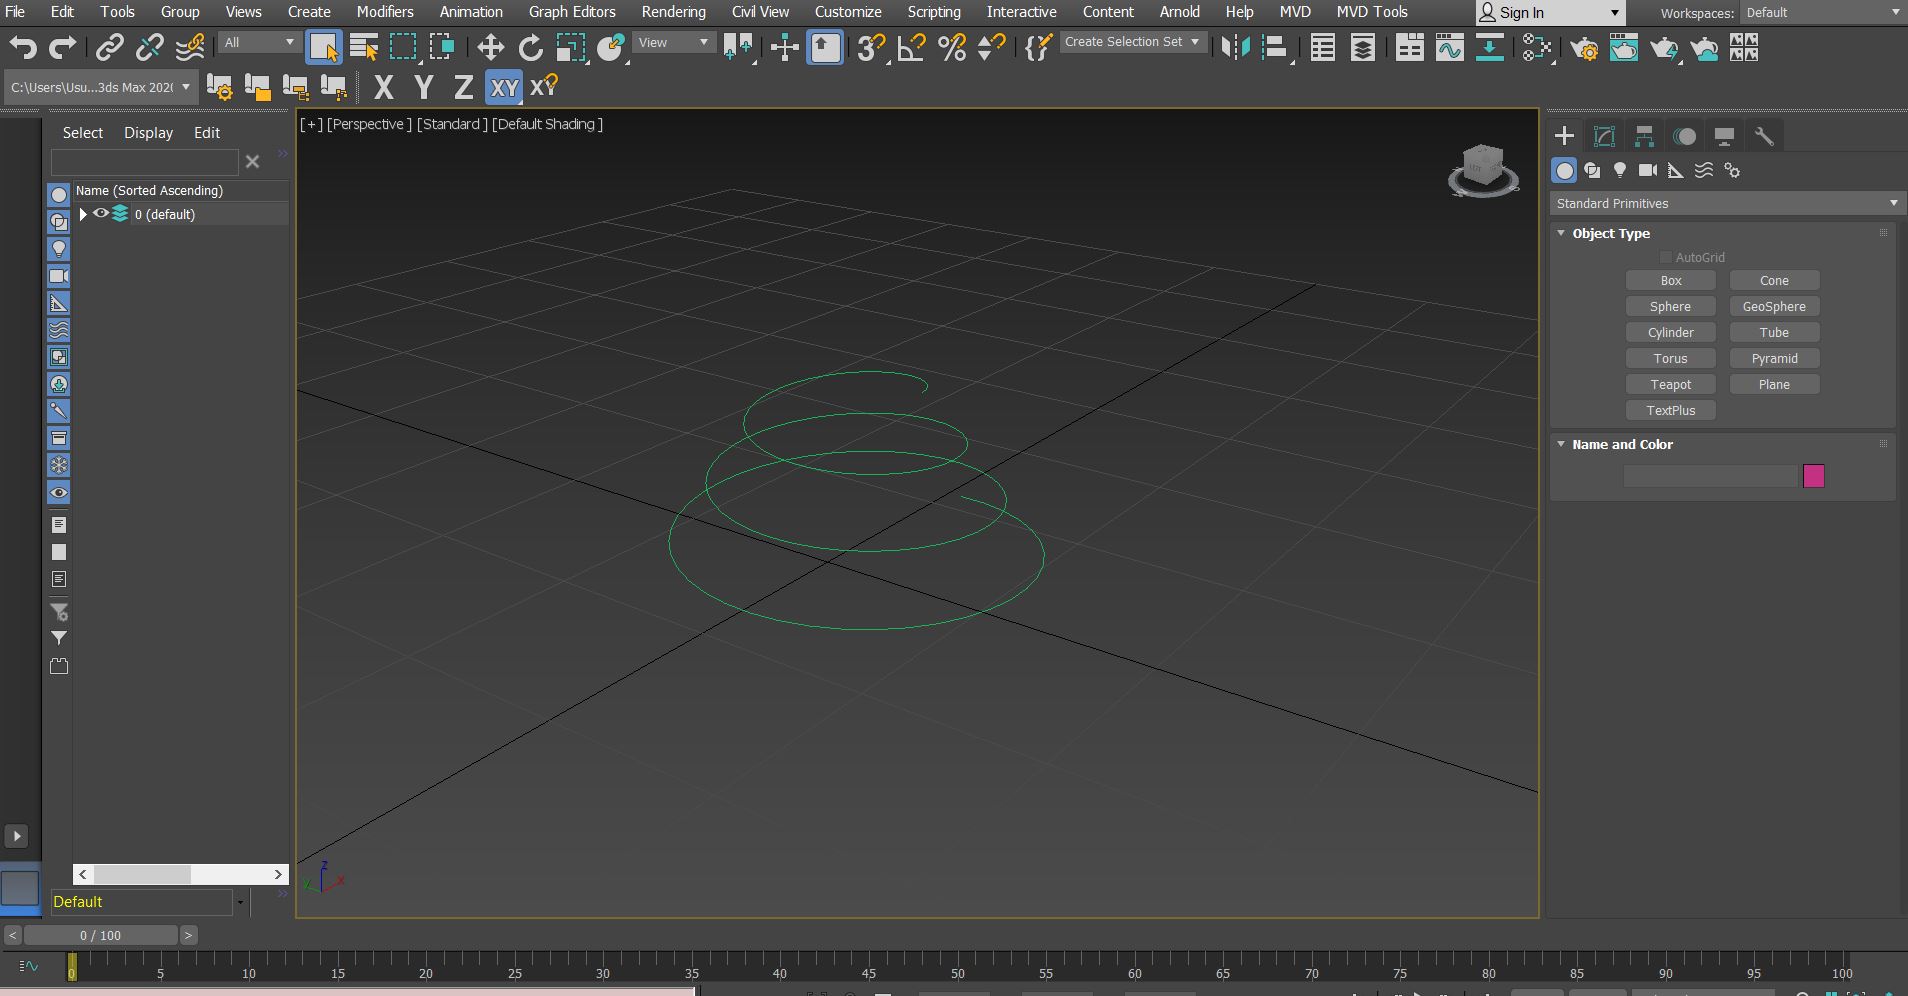 File Edit Tools Group Views Create Modifiers Animation Graph Editors Rendering Civil View Customize Scripting Interactive Content Arnold Help MVD MVD Tools Sign In Workspaces: Default
All View Create Selection Set
C:\Users\Usu...3ds Max 202 X Y Z XY XY
Select Display Edit
Name (Sorted Ascending)
0 (default)
Default
[+] [Perspective ] [Standard ] [Default Shading ]
z
y x
Standard Primitives
Object Type
AutoGrid
Box Cone
Sphere GeoSphere
Cylinder Tube
Torus Pyramid
Teapot Plane
TextPlus
Name and Color
< 0 / 100 >
0 5 10 15 20 25 30 35 40 45 50 55 60 65 70 75 80 85 90 95 100